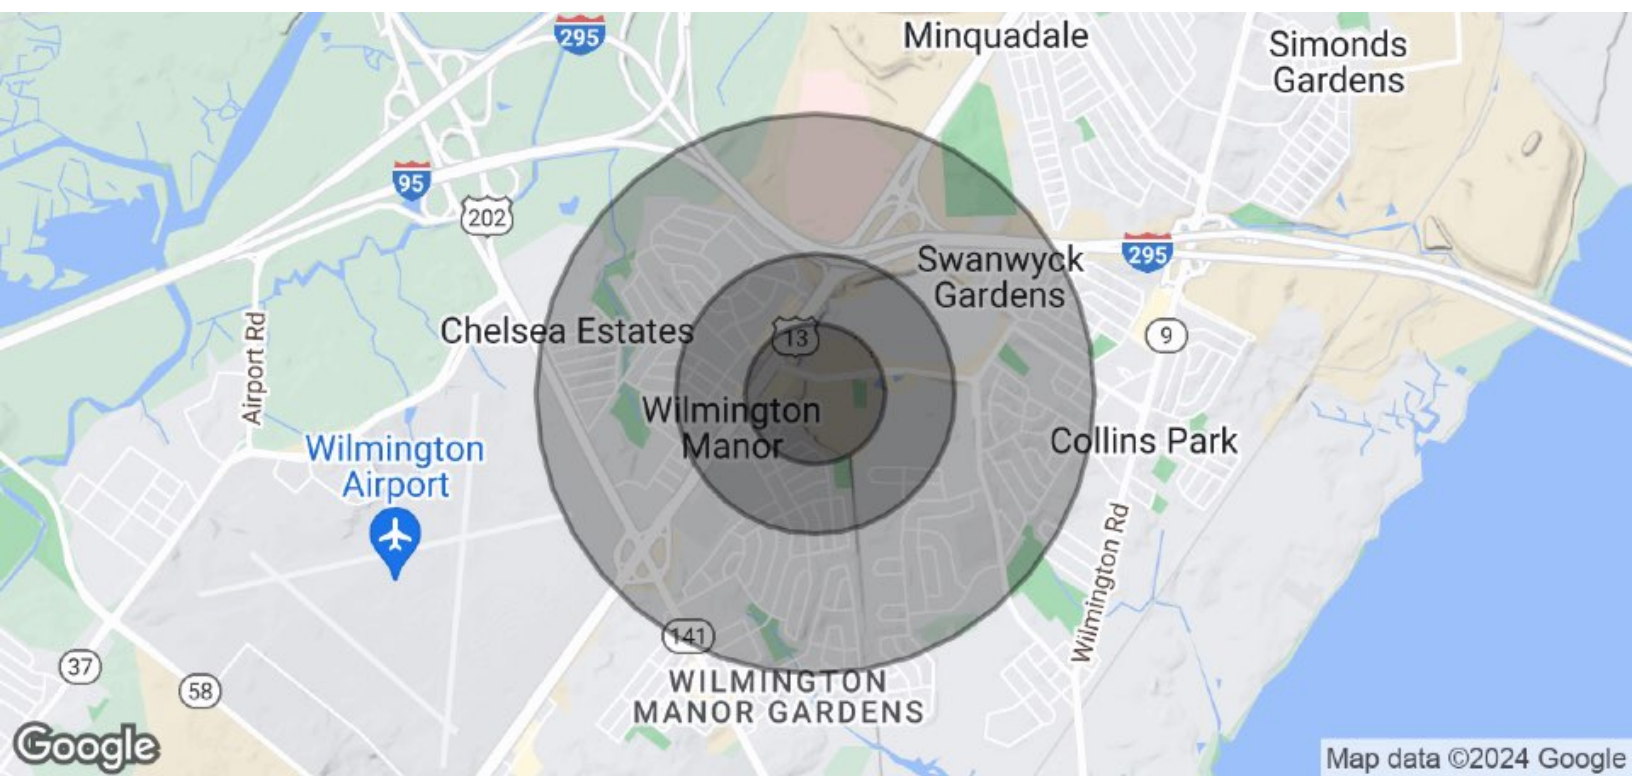 295
Minquadale
Simonds
Gardens
95
202
Swanwyck
Gardens
295
Chelsea Estates
13
9
Airport Rd
Wilmington
Manor
Collins Park
Wilmington
Airport
Wilmington Rd
141
37
58
WILMINGTON
MANOR GARDENS
Google
Map data ©2024 Google